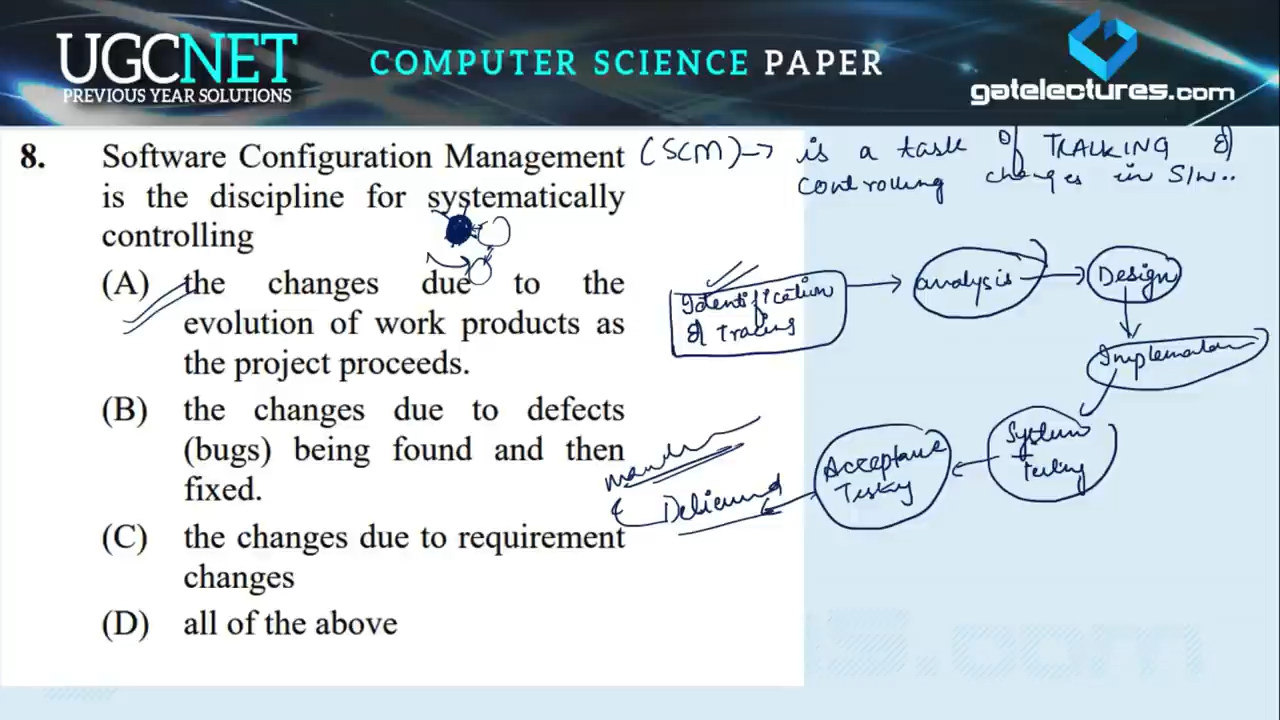 UGCNET
PREVIOUS YEAR SOLUTIONS
COMPUTER SCIENCE PAPER
gatelectures.com
8. Software Configuration Management
is the discipline for systematically
controlling
(A) the changes due to the
evolution of work products as
the project proceeds.
(B) the changes due to defects
(bugs) being found and then
fixed.
(C) the changes due to requirement
changes
(D) all of the above
(SCM) → is a task of TRACKING &
controlling changes in S/W..
Identification
& Tracing
analysis
Design
System
Testing
Acceptance
Testing